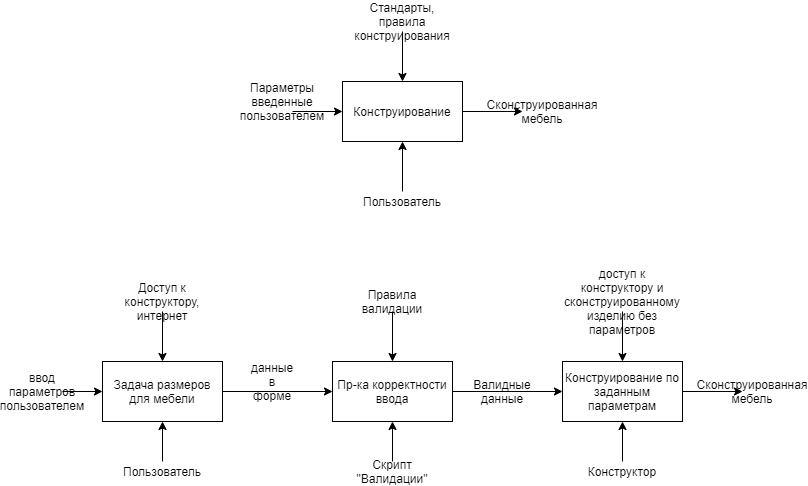 Стандарты,
правила
конструирования
Параметры
введенные
пользователем
Конструирование
Сконструированная
мебель
Пользователь
Доступ к
конструктору,
интернет
Правила
валидации
доступ к
конструктору и
сконструированному
изделию без
параметров
ввод
параметров
пользователем
Задача размеров
для мебели
данные
в
форме
Пр-ка корректности
ввода
Валидные
данные
Конструирование по
заданным
параметрам
Сконструированная
мебель
Пользователь
Скрипт
"Валидации"
Конструктор